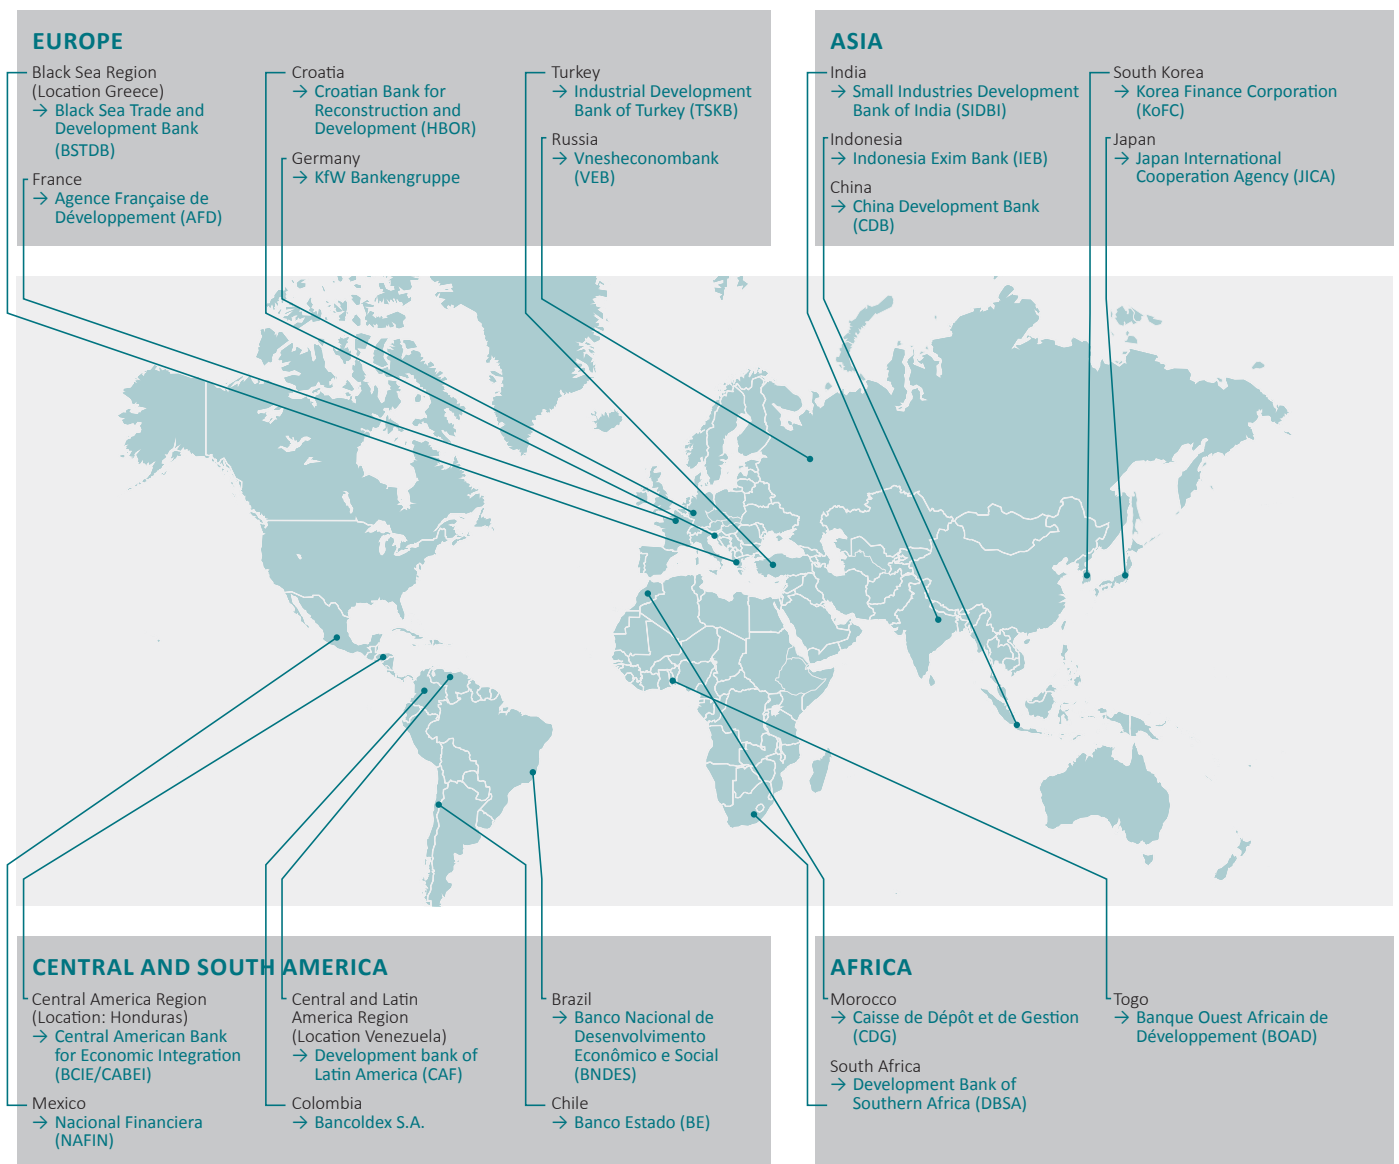 EUROPE
Black Sea Region
(Location Greece)
→ Black Sea Trade and
Development Bank
(BSTDB)
France
→ Agence Française de
Développement (AFD)
Croatia
→ Croatian Bank for
Reconstruction and
Development (HBOR)
Germany
→ KfW Bankengruppe
Turkey
→ Industrial Development
Bank of Turkey (TSKB)
Russia
→ Vnesheconombank
(VEB)
ASIA
India
→ Small Industries Development
Bank of India (SIDBI)
Indonesia
→ Indonesia Exim Bank (IEB)
China
→ China Development Bank
(CDB)
South Korea
→ Korea Finance Corporation
(KoFC)
Japan
→ Japan International
Cooperation Agency (JICA)
CENTRAL AND SOUTH AMERICA
Central America Region
(Location: Honduras)
→ Central American Bank
for Economic Integration
(BCIE/CABEI)
Mexico
→ Nacional Financiera
(NAFIN)
Central and Latin
America Region
(Location Venezuela)
→ Development bank of
Latin America (CAF)
Colombia
→ Bancoldex S.A.
Brazil
→ Banco Nacional de
Desenvolvimento
Econômico e Social
(BNDES)
Chile
→ Banco Estado (BE)
AFRICA
Morocco
→ Caisse de Dépôt et de Gestion
(CDG)
South Africa
→ Development Bank of
Southern Africa (DBSA)
Togo
→ Banque Ouest Africain de
Développement (BOAD)